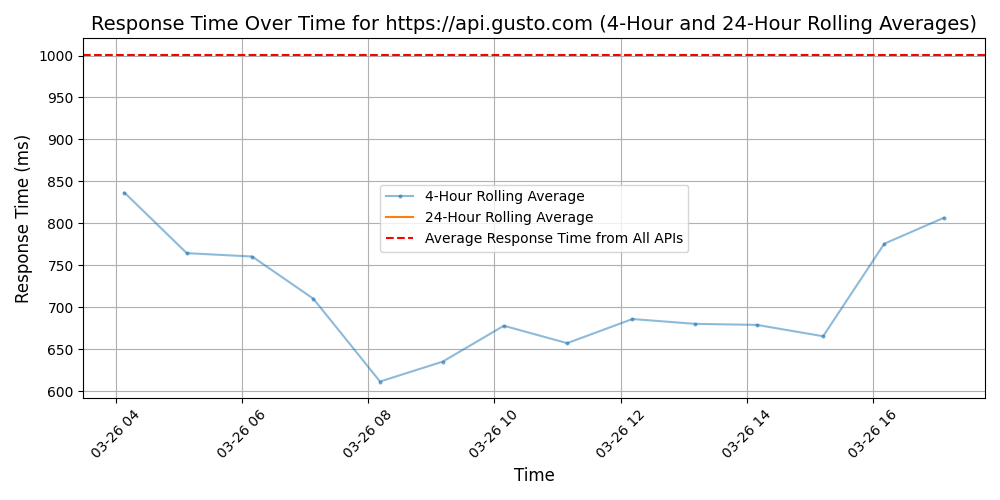 Response Time Over Time for https://api.gusto.com (4-Hour and 24-Hour Rolling Averages)
Response Time (ms)
1000
950
900
850
800
750
700
650
600
4-Hour Rolling Average
24-Hour Rolling Average
Average Response Time from All APIs
03-26 04
03-26 06
03-26 08
03-26 10
03-26 12
03-26 14
03-26 16
Time